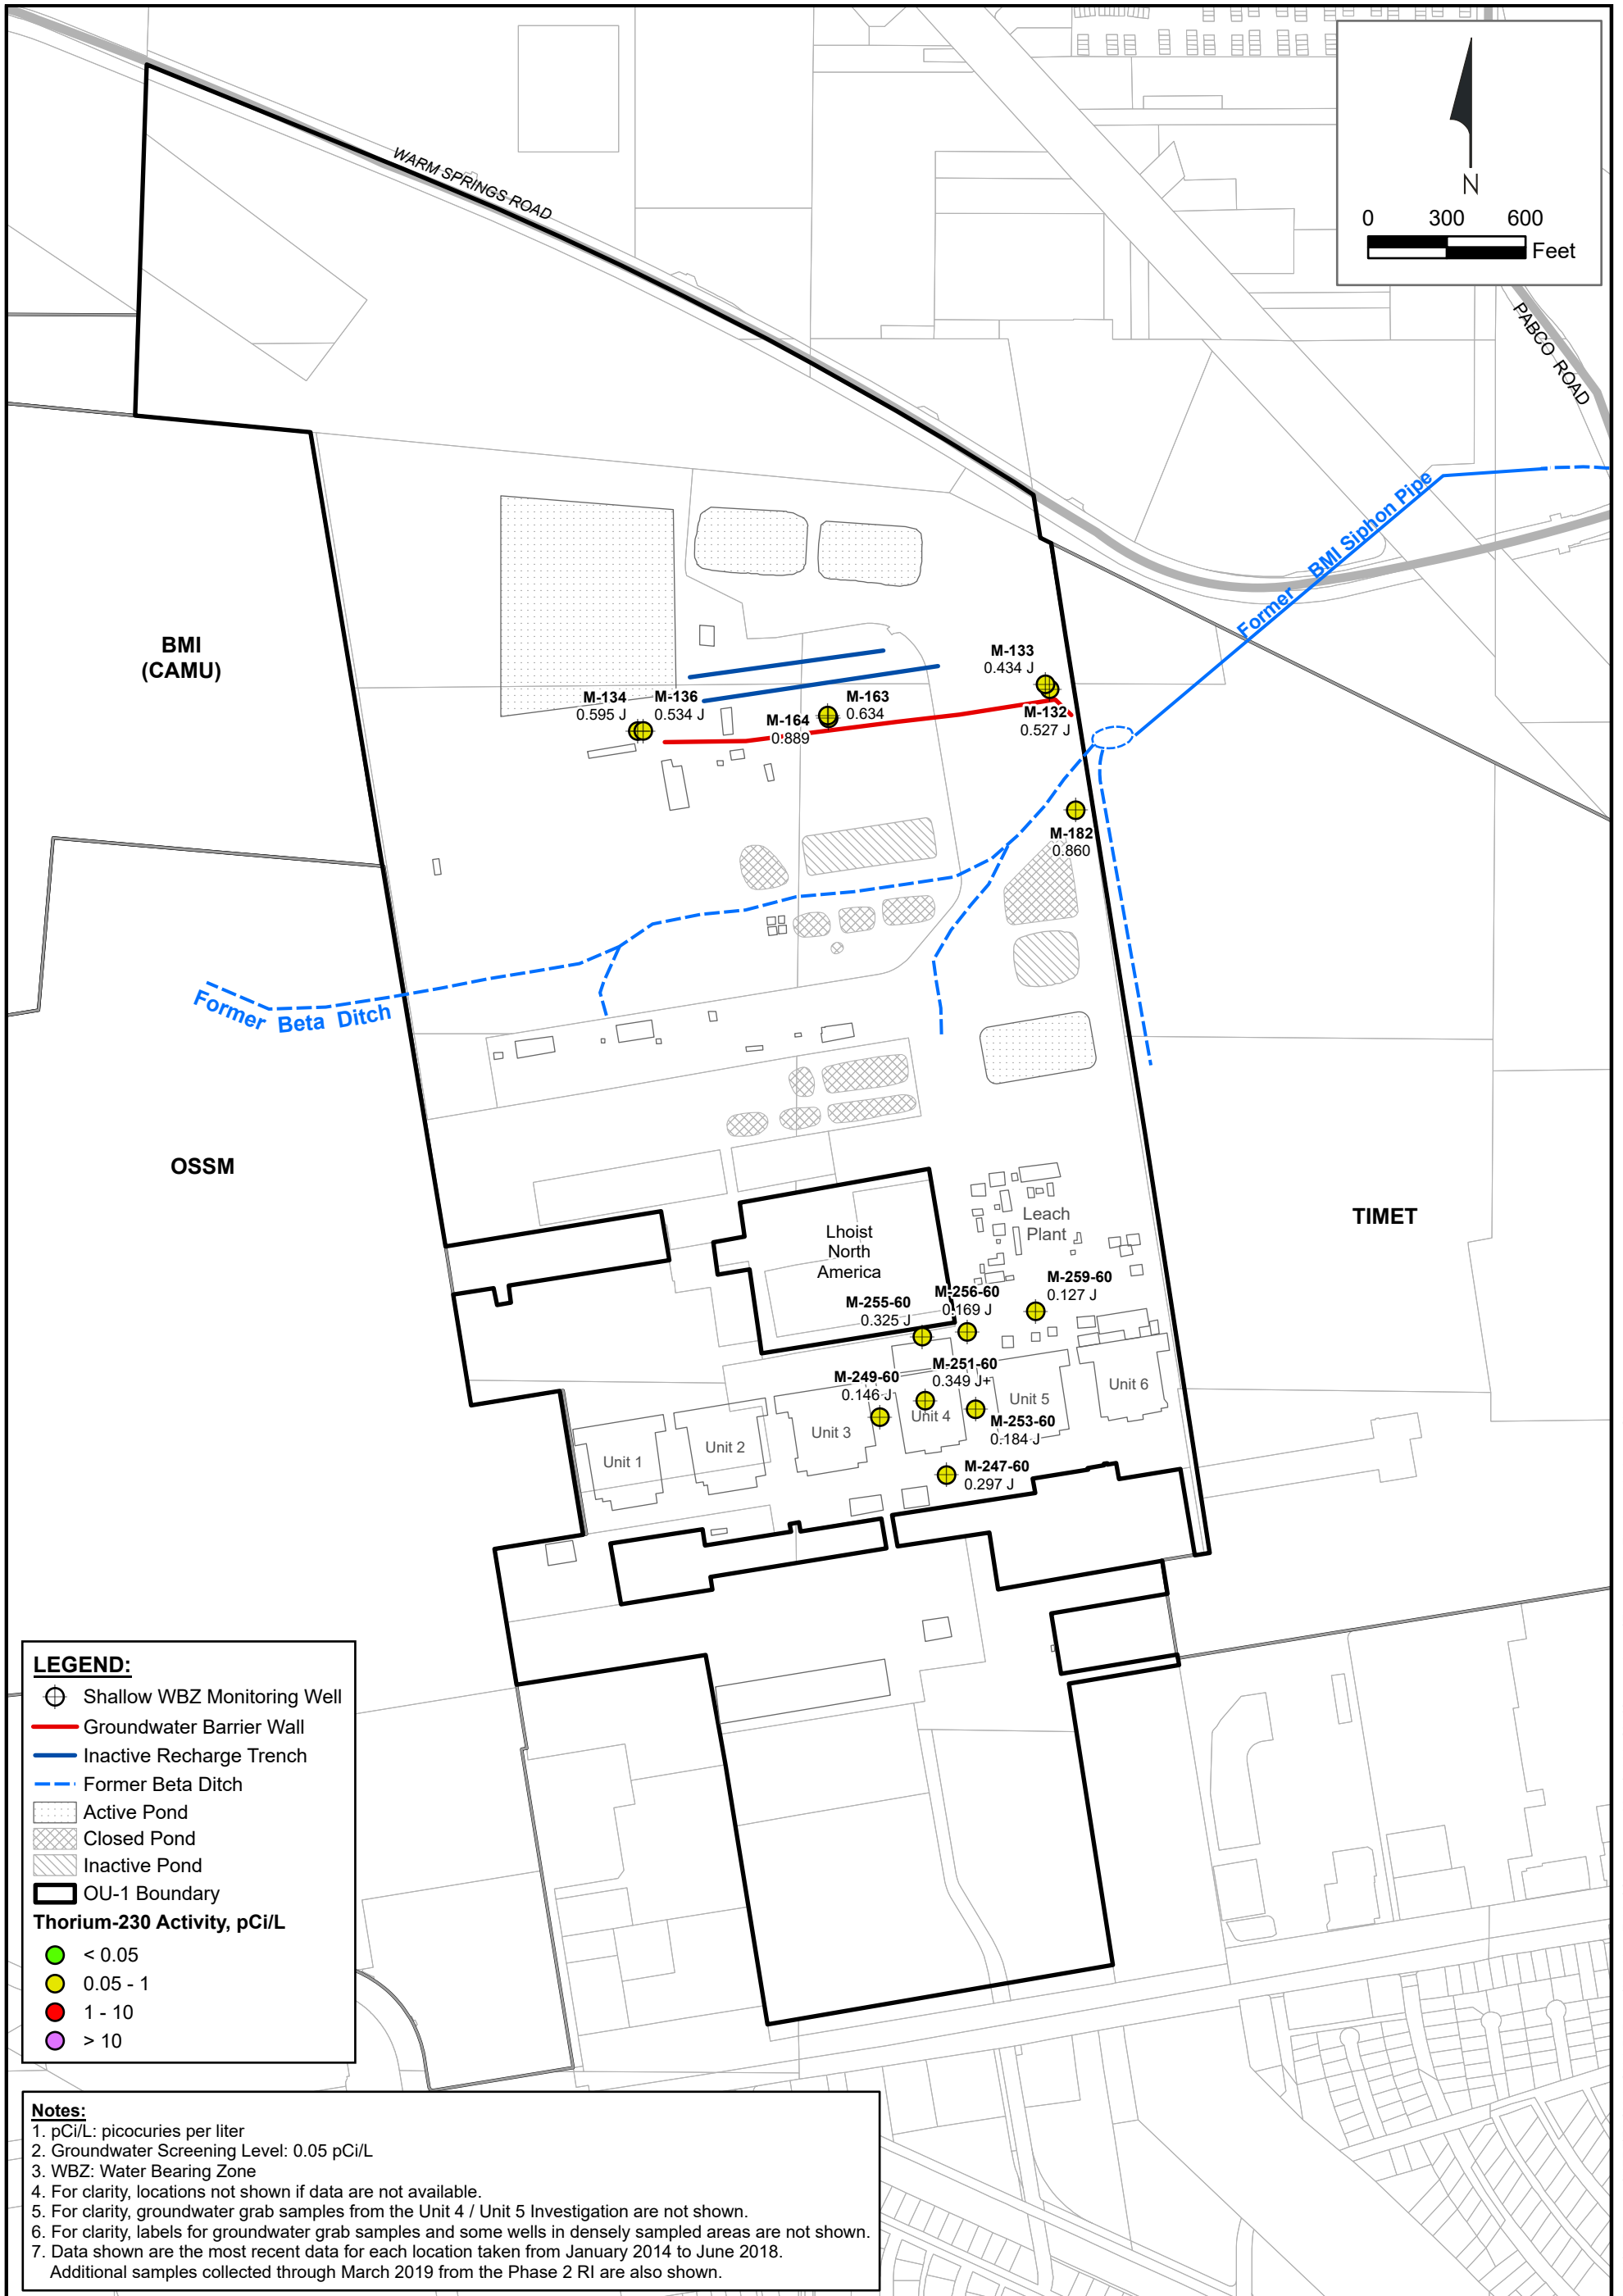 WARM SPRINGS ROAD
N
0 300 600
Feet
PABCO ROAD
Former BMI Siphon Pipe
BMI
(CAMU)
M-133
0.434 J
M-134
0.595 J
M-136
0.534 J
M-163
0.634
M-164
0.889
M-132
0.527 J
M-182
0.860
Former Beta Ditch
OSSM
TIMET
Leach
Plant
Lhoist
North
America
M-259-60
0.127 J
M-256-60
0.169 J
M-255-60
0.325 J
M-251-60
0.349 J+
M-249-60
0.146 J
Unit 6
Unit 5
Unit 4
M-253-60
0.184 J
Unit 3
Unit 2
Unit 1
M-247-60
0.297 J
LEGEND:
Shallow WBZ Monitoring Well
Groundwater Barrier Wall
Inactive Recharge Trench
Former Beta Ditch
Active Pond
Closed Pond
Inactive Pond
OU-1 Boundary
Thorium-230 Activity, pCi/L
< 0.05
0.05 - 1
1 - 10
> 10
Notes:
1. pCi/L: picocuries per liter
2. Groundwater Screening Level: 0.05 pCi/L
3. WBZ: Water Bearing Zone
4. For clarity, locations not shown if data are not available.
5. For clarity, groundwater grab samples from the Unit 4 / Unit 5 Investigation are not shown.
6. For clarity, labels for groundwater grab samples and some wells in densely sampled areas are not shown.
7. Data shown are the most recent data for each location taken from January 2014 to June 2018.
Additional samples collected through March 2019 from the Phase 2 RI are also shown.